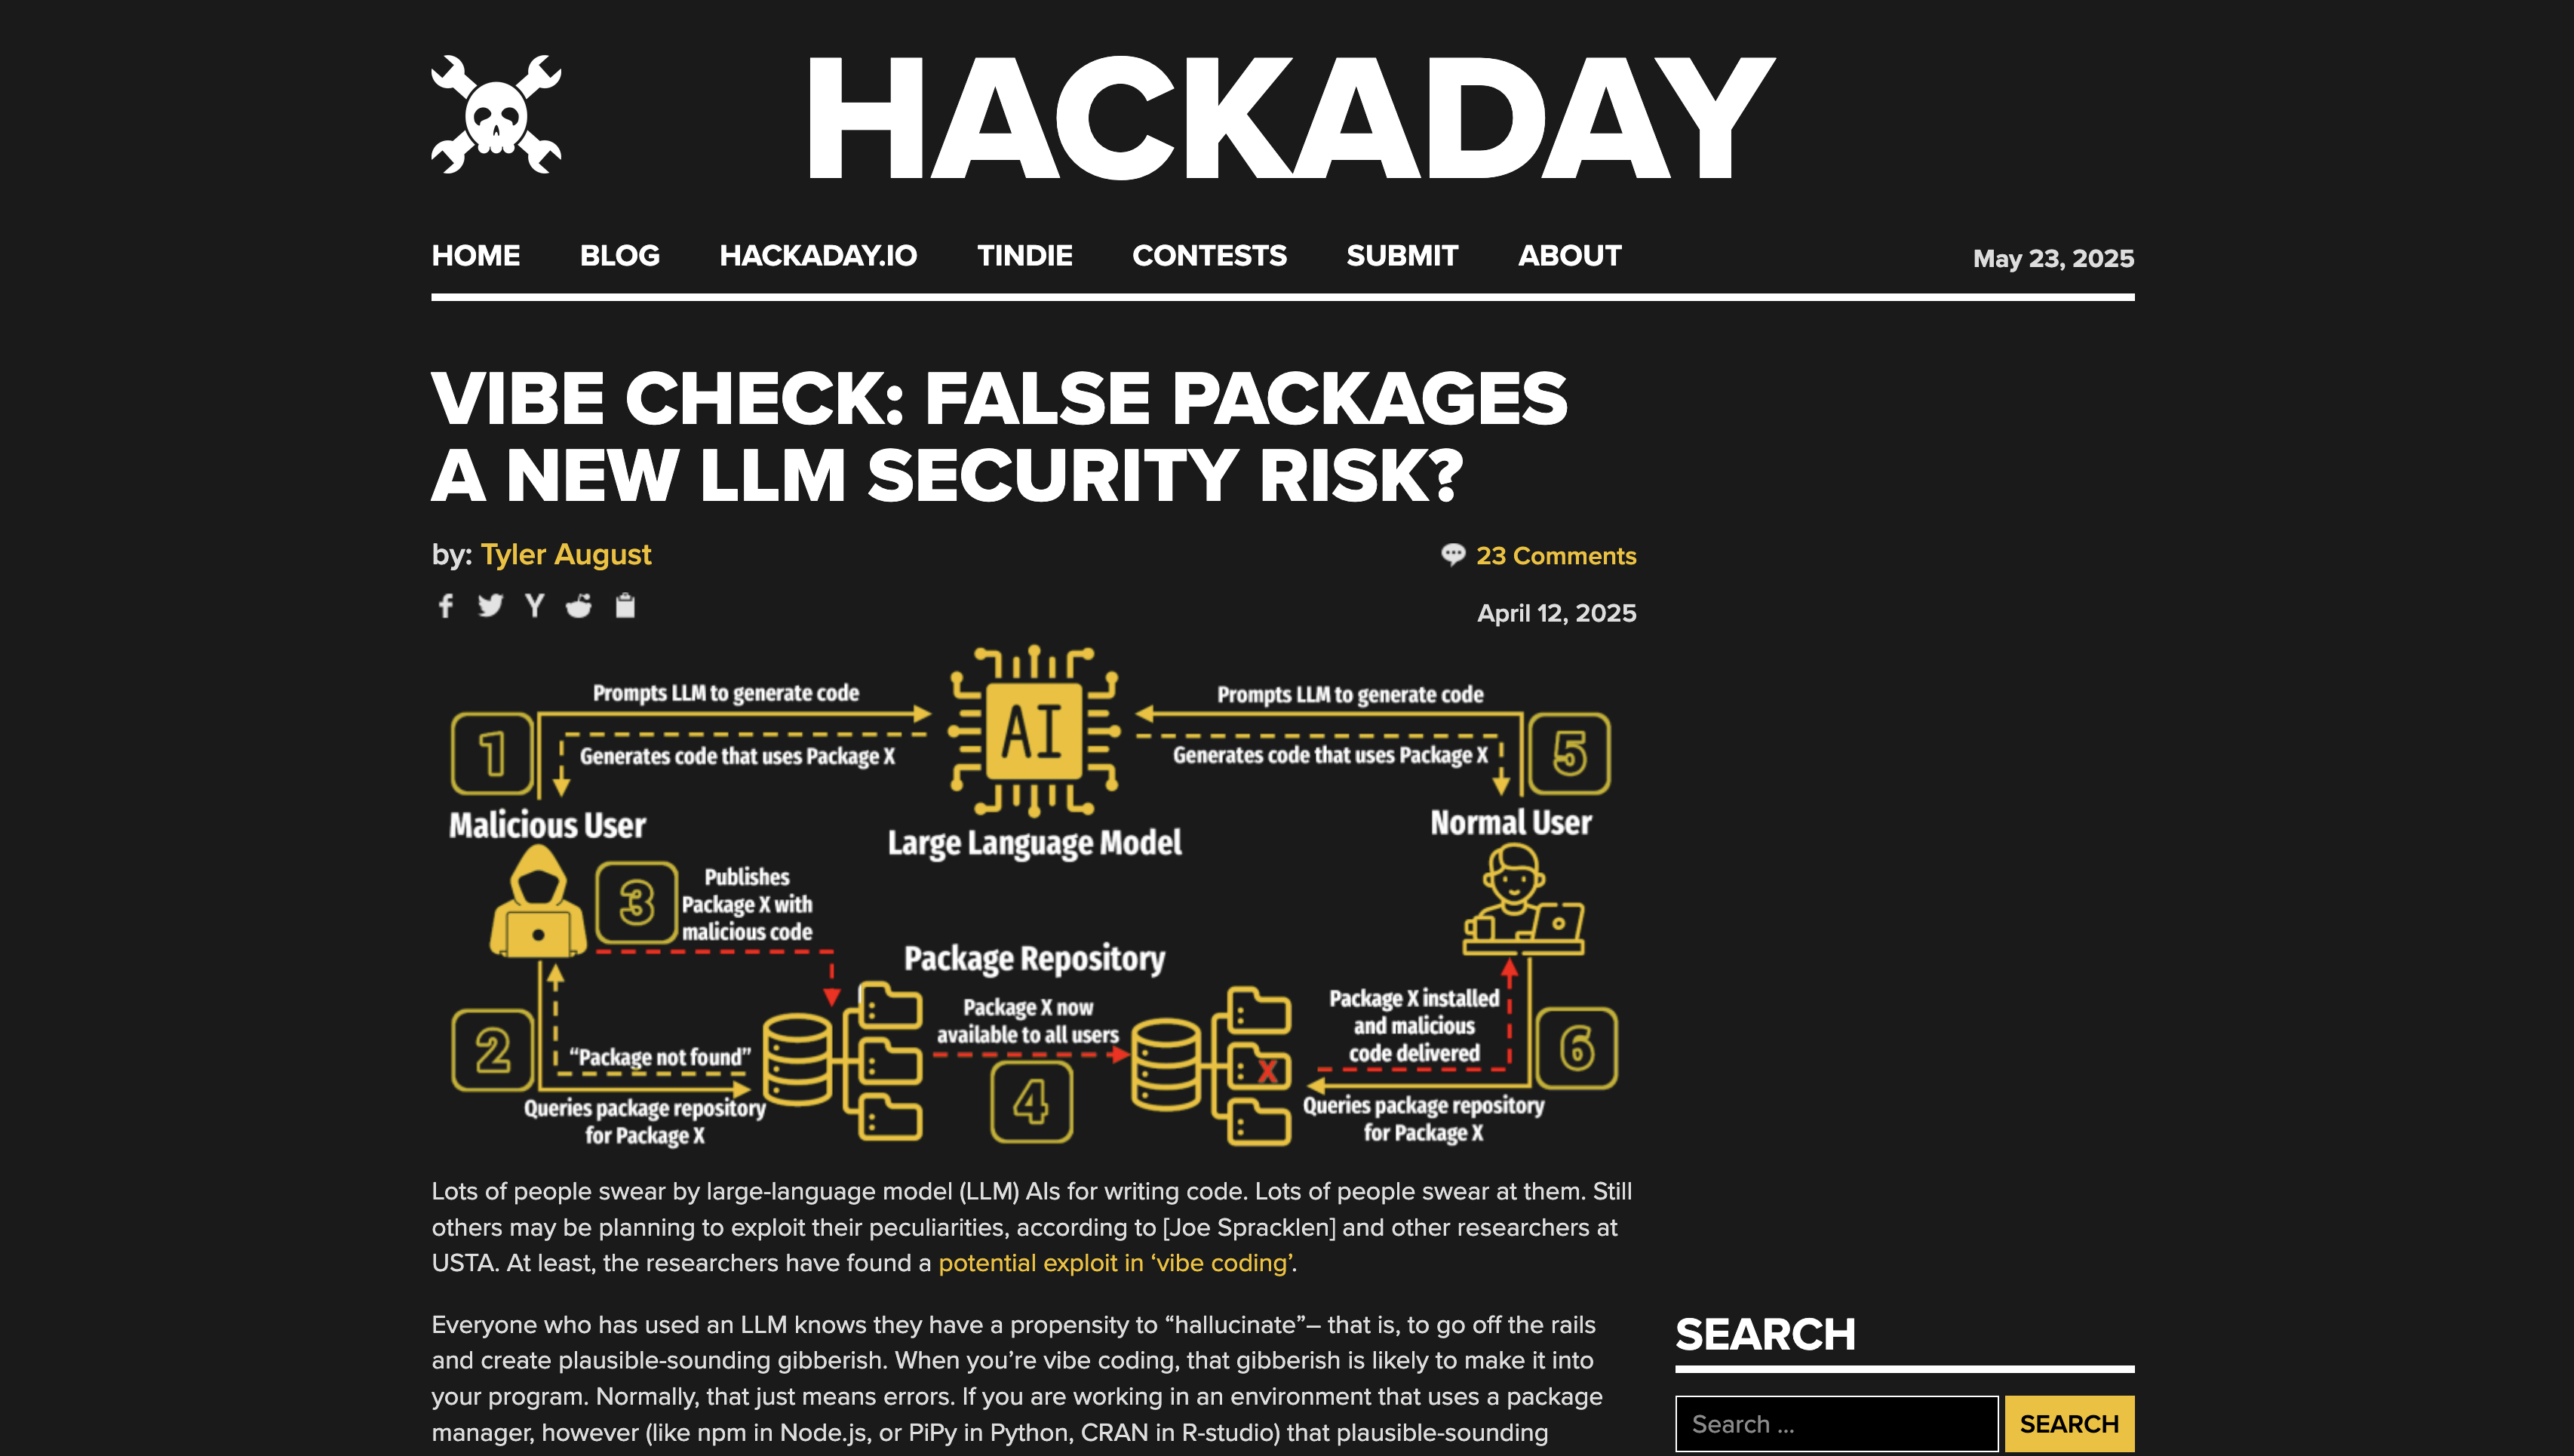 HACKADAY
HOME BLOG HACKADAY.IO TINDIE CONTESTS SUBMIT ABOUT
May 23, 2025
VIBE CHECK: FALSE PACKAGES
A NEW LLM SECURITY RISK?
by: Tyler August
23 Comments
April 12, 2025
Prompts LLM to generate code
Generates code that uses Package X
1
Malicious User
AI
Large Language Model
Prompts LLM to generate code
Generates code that uses Package X
5
Normal User
3
Publishes
Package X with
malicious code
2
"Package not found"
Queries package repository
for Package X
Package Repository
Package X now
available to all users
4
X
Package X installed
and malicious
code delivered
6
Queries package repository
for Package X
Lots of people swear by large-language model (LLM) AIs for writing code. Lots of people swear at them. Still
others may be planning to exploit their peculiarities, according to [Joe Spracklen] and other researchers at
USTA. At least, the researchers have found a potential exploit in ‘vibe coding’.
Everyone who has used an LLM knows they have a propensity to “hallucinate”– that is, to go off the rails
and create plausible-sounding gibberish. When you’re vibe coding, that gibberish is likely to make it into
your program. Normally, that just means errors. If you are working in an environment that uses a package
manager, however (like npm in Node.js, or PiPy in Python, CRAN in R-studio) that plausible-sounding
SEARCH
Search ...
SEARCH